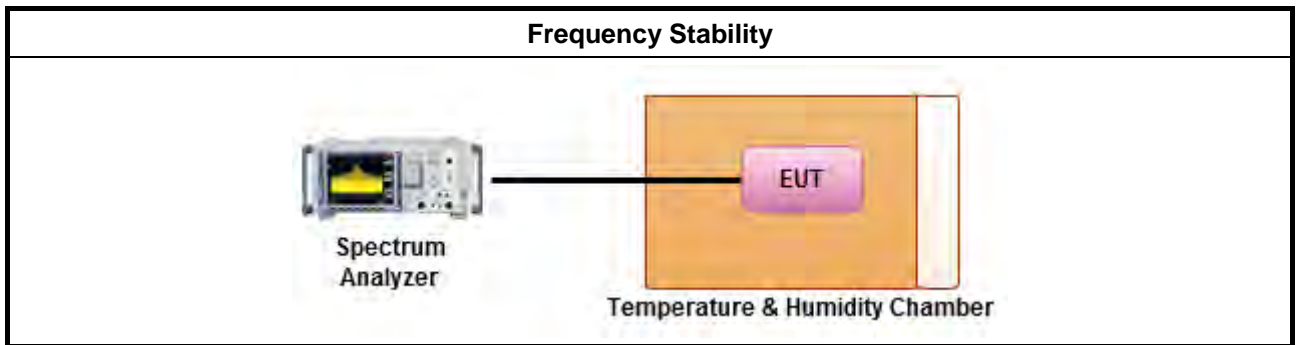 Frequency Stability
EUT
Spectrum
Analyzer
Temperature & Humidity Chamber